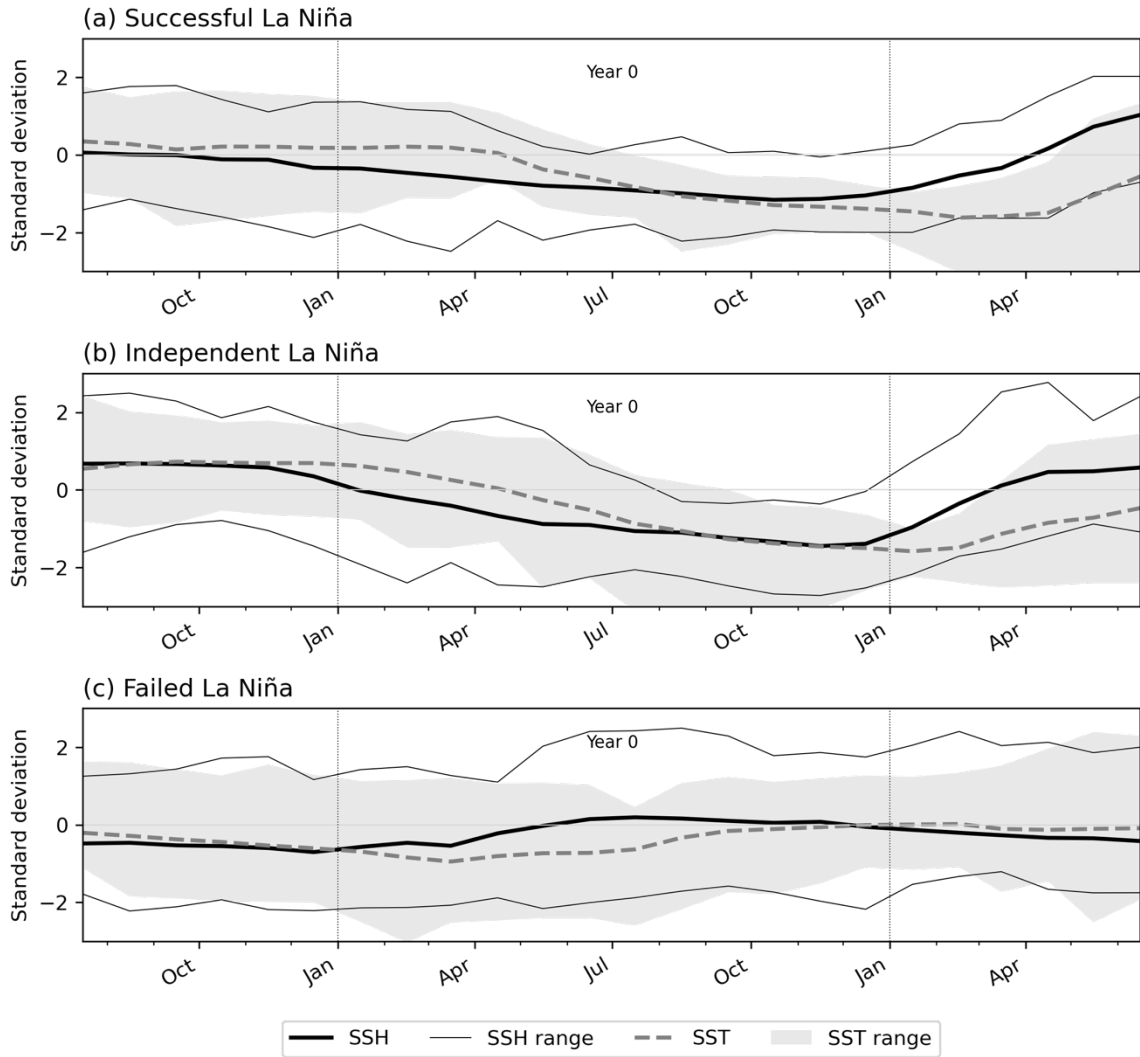 (a) Successful La Niña
Standard deviation
2
0
−2
Year 0
Oct Jan Apr Jul Oct Jan Apr
(b) Independent La Niña
Standard deviation
2
0
−2
Year 0
Oct Jan Apr Jul Oct Jan Apr
(c) Failed La Niña
Standard deviation
2
0
−2
Year 0
Oct Jan Apr Jul Oct Jan Apr
SSH SSH range SST SST range